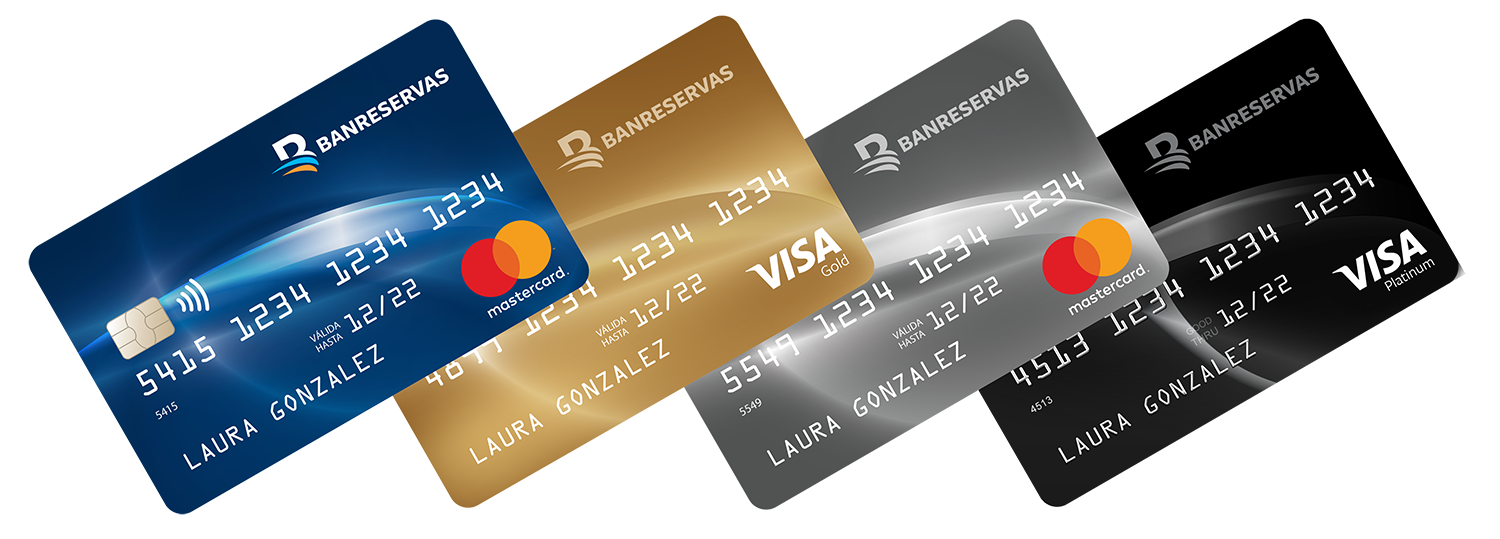 BANRESERVAS
5415 1234 1234 1234
5415
VÁLIDA
HASTA
12/22
LAURA GONZALEZ
mastercard.
BANRESERVAS
1234 1234 1234
VÁLIDA
HASTA
12/22
LAURA GONZALEZ
VISA
Gold
BANRESERVAS
5549 1234 1234 1234
5549
VÁLIDA
HASTA
12/22
LAURA GONZALEZ
mastercard.
BANRESERVAS
4513 1234 1234 1234
4513
GOOD
THRU
12/22
LAURA GONZALEZ
VISA
Platinum